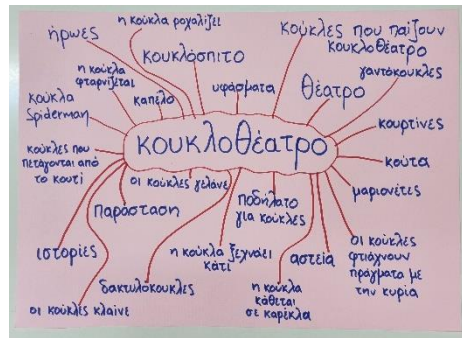 η κούκλα ροχαλίζει
ήρωες
κουκλόσπιτο
κούκλες που παίζουν
κουκλοθέατρο
η κούκλα
φταρνίζεται
καπέλο
υφάσματα
θέατρο
γαντόκουκλες
κούκλα
Spiderman
κουρτίνες
κουκλοθέατρο
κούκλες που
πετάγονται από
το κουτί
κούτα
οι κούκλες γελάνε
μαριονέτες
παράσταση
ποδήλατο
για κούκλες
ιστορίες
η κούκλα ξεχνάει
κάτι
αστεία
οι κούκλες
φτιάχνουν
πράγματα με
την κυρία
δακτυλόκουκλες
η κούκλα
κάθεται
σε καρέκλα
οι κούκλες κλαίνε